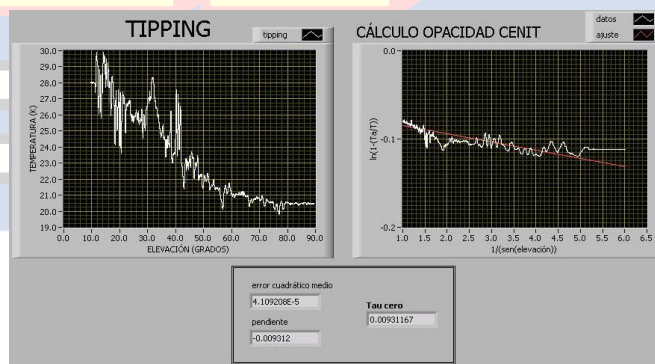 TIPPING
tipping
30.0
29.0
28.0
27.0
26.0
25.0
24.0
23.0
22.0
21.0
20.0
19.0
TEMPERATURA (K)
0.0 10.0 20.0 30.0 40.0 50.0 60.0 70.0 80.0 90.0
ELEVACIÓN (GRADOS)
CÁLCULO OPACIDAD CENIT
datos
ajuste
0.0
-0.1
-0.2
ln(1-(Ta/T))
1.0 1.5 2.0 2.5 3.0 3.5 4.0 4.5 5.0 5.5 6.0 6.5
1/(sen(elevación))
error cuadrático medio
4.109208E-5
pendiente
-0.009312
Tau cero
0.00931167